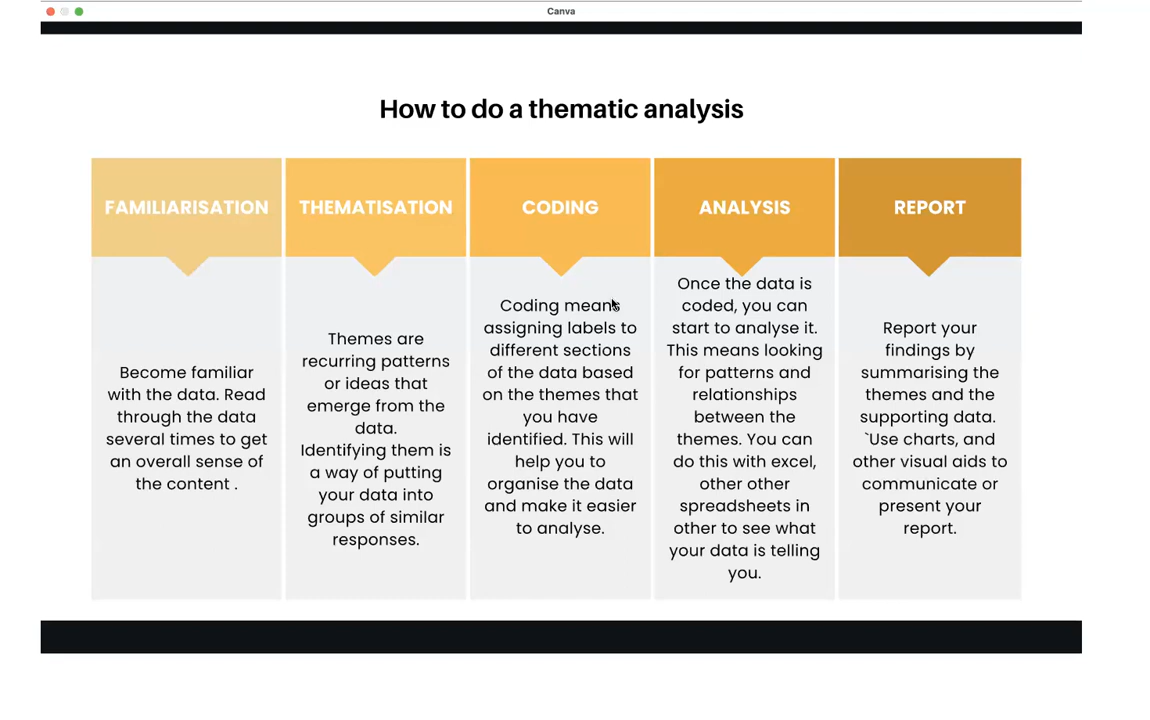 Canva
How to do a thematic analysis
FAMILIARISATION
Become familiar
with the data. Read
through the data
several times to get
an overall sense of
the content .
THEMATISATION
Themes are
recurring patterns
or ideas that
emerge from the
data.
Identifying them is
a way of putting
your data into
groups of similar
responses.
CODING
Coding means
assigning labels to
different sections
of the data based
on the themes that
you have
identified. This will
help you to
organise the data
and make it easier
to analyse.
ANALYSIS
Once the data is
coded, you can
start to analyse it.
This means looking
for patterns and
relationships
between the
themes. You can
do this with excel,
other other
spreadsheets in
other to see what
your data is telling
you.
REPORT
Report your
findings by
summarising the
themes and the
supporting data.
`Use charts, and
other visual aids to
communicate or
present your
report.